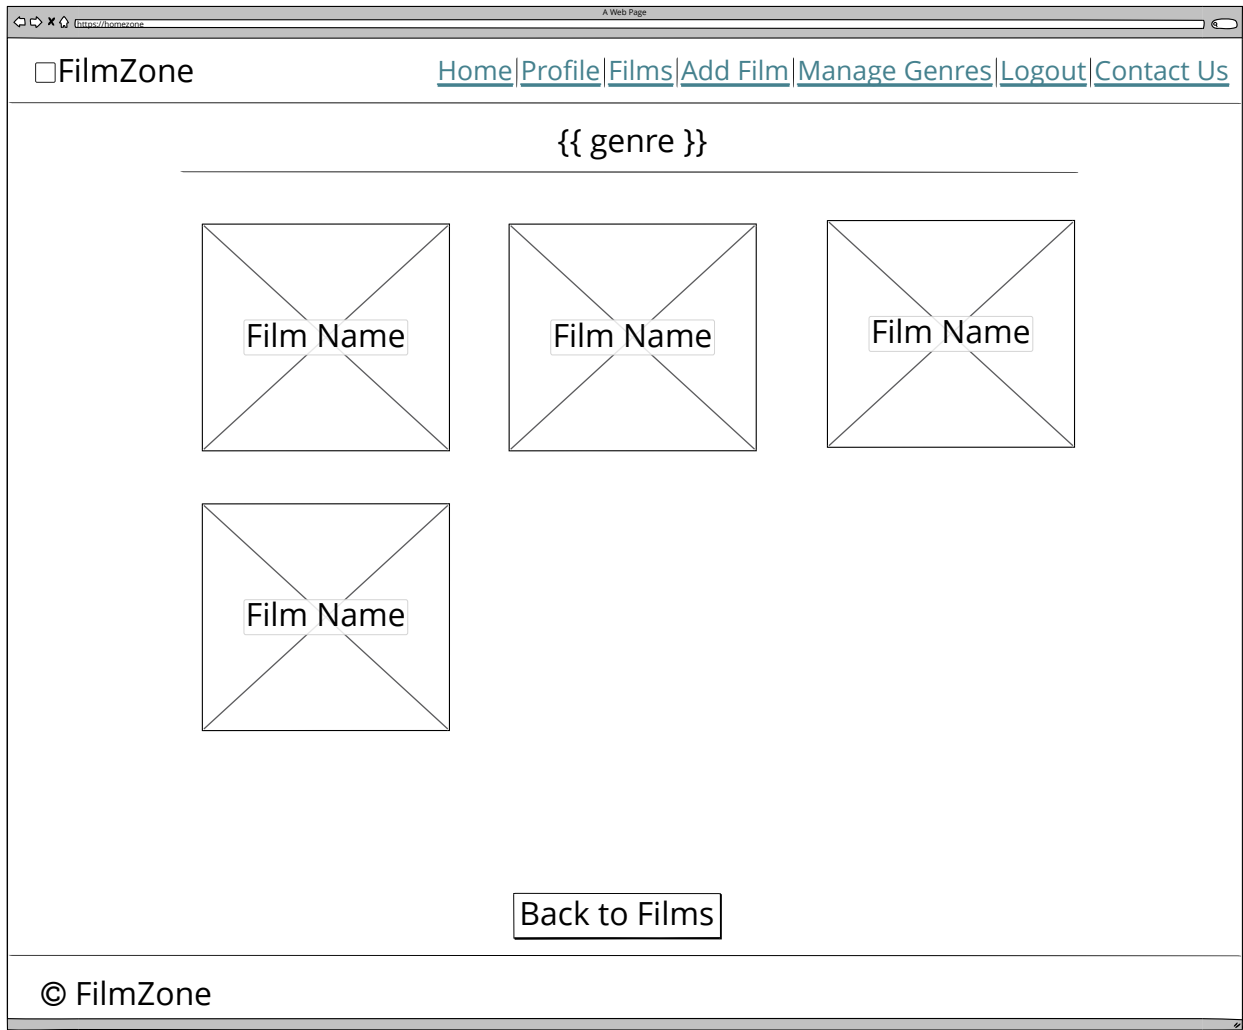 A Web Page
https://homezone
FilmZone
Home|Profile|Films|Add Film|Manage Genres|Logout|Contact Us
{{ genre }}
Film Name Film Name Film Name
Film Name
Back to Films
© FilmZone